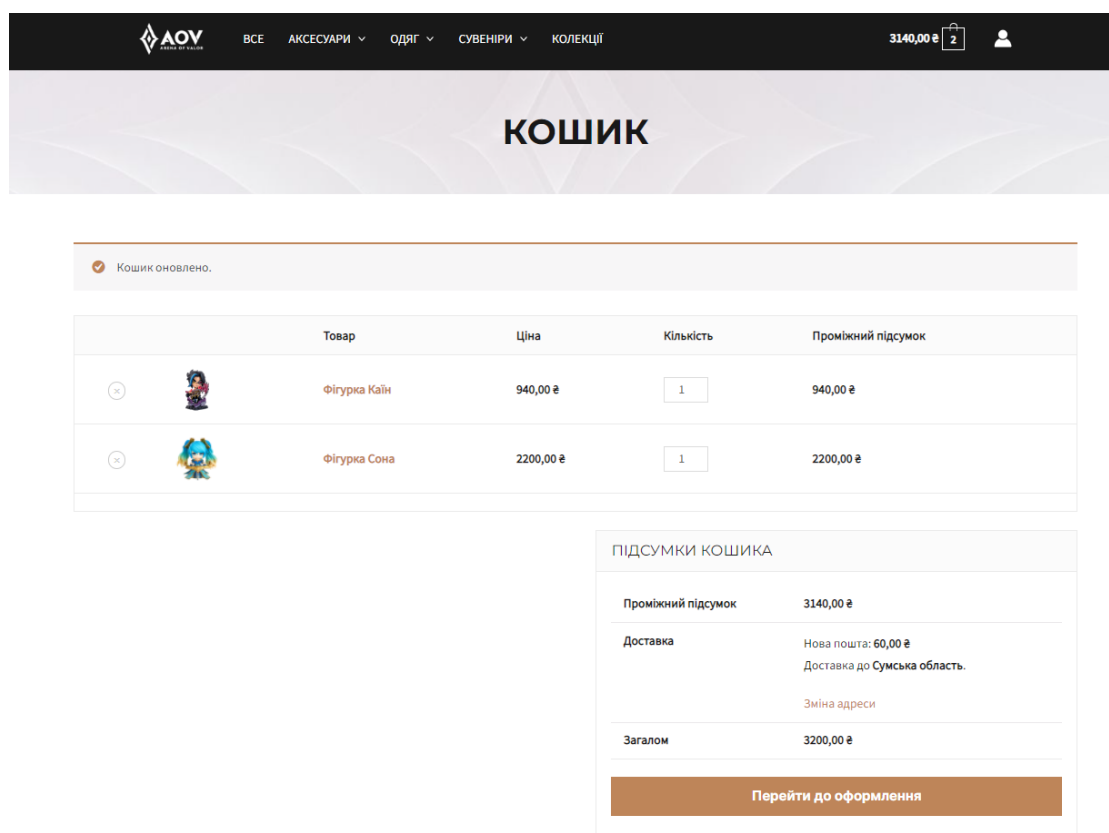 AOV ВСЕ АКСЕСУАРИ ОДЯГ СУВЕНІРИ КОЛЕКЦІЇ 3140,00 ₴ 2
ARENA OF VALOR
КОШИК
Кошик оновлено.
Товар Ціна Кількість Проміжний підсумок
Фігурка Каїн 940,00 ₴ 1 940,00 ₴
Фігурка Сона 2200,00 ₴ 1 2200,00 ₴
ПІДСУМКИ КОШИКА
Проміжний підсумок 3140,00 ₴
Доставка Нова пошта: 60,00 ₴
Доставка до Сумська область.
Зміна адреси
Загалом 3200,00 ₴
Перейти до оформлення